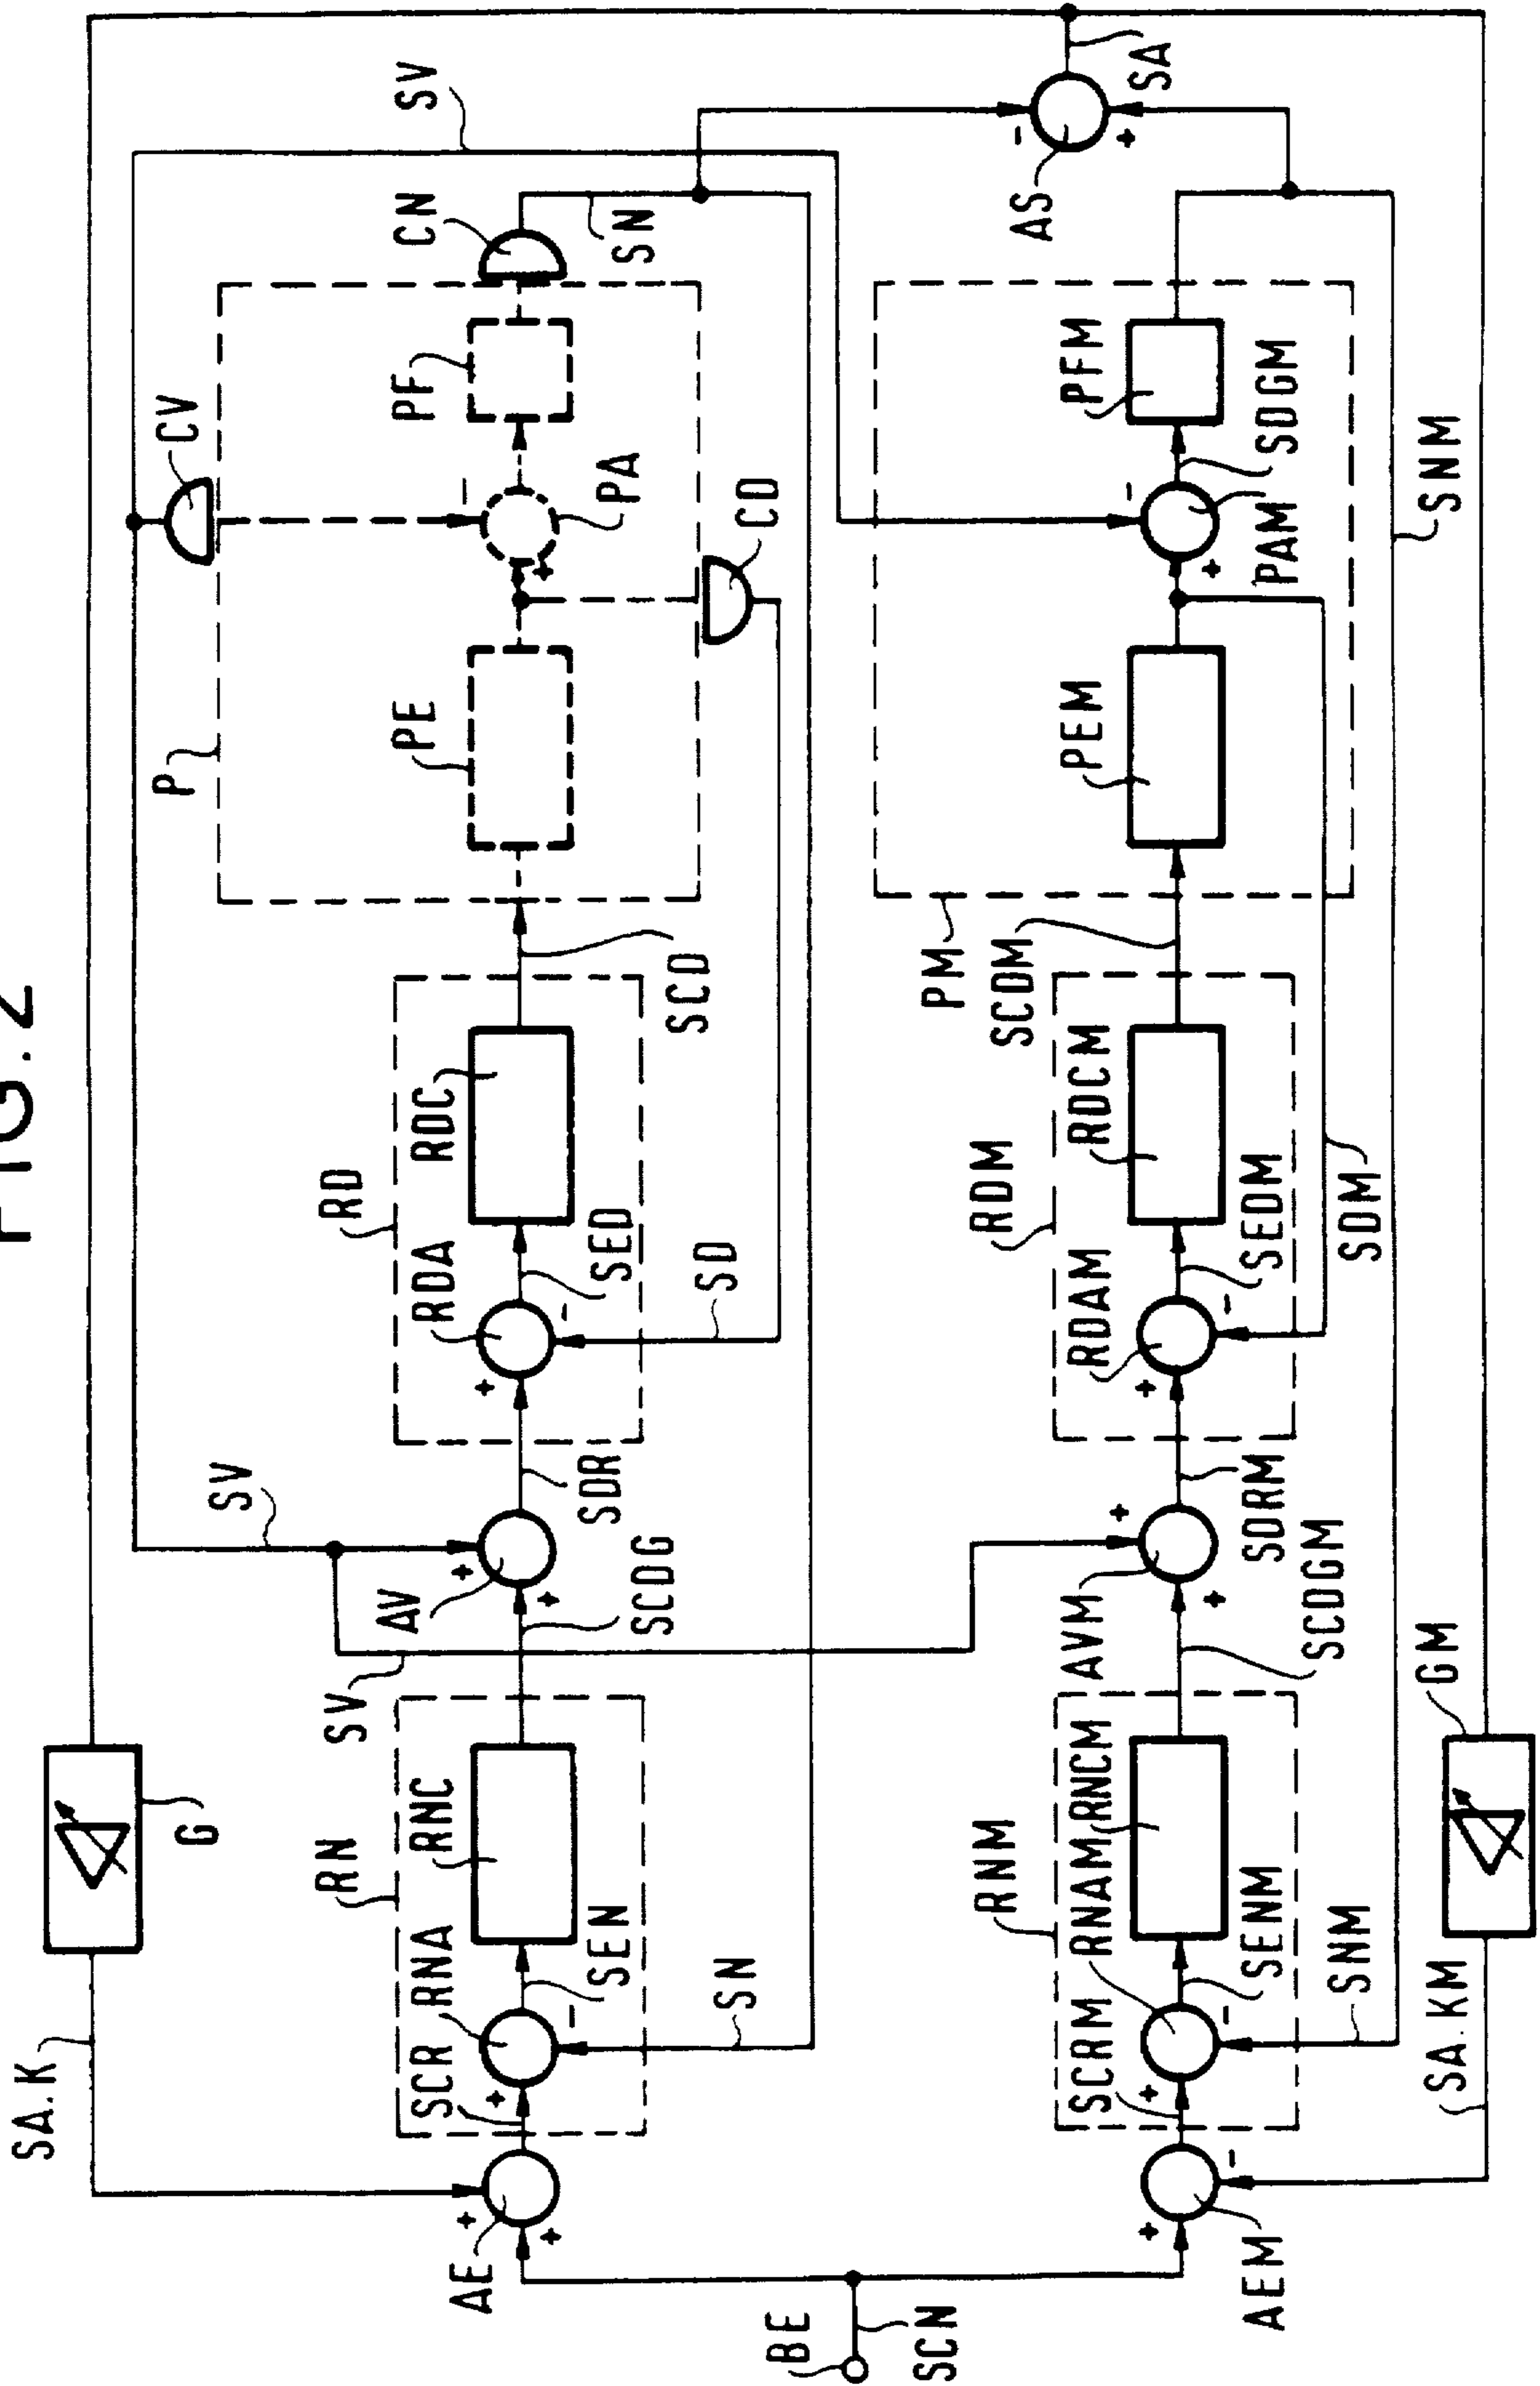 FIG. 2
SA.K
G
SV
SV
SV
CV
P
RN
SCR
RNA
RNC
SEN
SN
AE
AV
SCDG
SDR
RD
RDA
RDC
SED
SD
SCD
PE
PA
PF
CD
CN
SN
SV
AS
SA
BE
SCN
AEM
RNM
SCRM
RNAM
RNCM
SENM
SNM
AVM
SCDGM
SDRM
RDM
RDAM
RDCM
SEDM
SDM
PM
SCDM
PEM
PAM
PFM
SDGM
SNM
GM
SA.KM
+
+
+
-
+
+
+
-
+
-
-
+
+
-
+
-
+
+
+
-
+
-